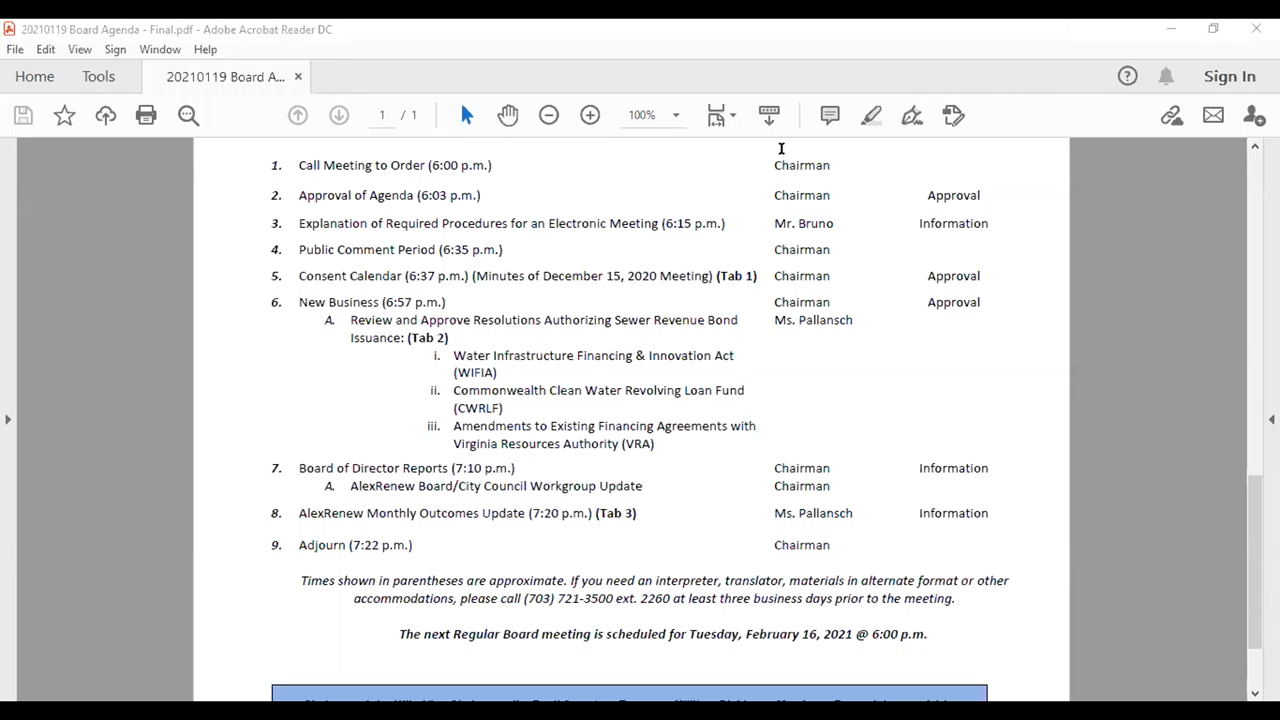 20210119 Board Agenda - Final.pdf - Adobe Acrobat Reader DC
File Edit View Sign Window Help
Home Tools 20210119 Board A... × Sign In
1 / 1 100%
1. Call Meeting to Order (6:00 p.m.) Chairman
2. Approval of Agenda (6:03 p.m.) Chairman Approval
3. Explanation of Required Procedures for an Electronic Meeting (6:15 p.m.) Mr. Bruno Information
4. Public Comment Period (6:35 p.m.) Chairman
5. Consent Calendar (6:37 p.m.) (Minutes of December 15, 2020 Meeting) (Tab 1) Chairman Approval
6. New Business (6:57 p.m.) Chairman Approval
A. Review and Approve Resolutions Authorizing Sewer Revenue Bond Ms. Pallansch
Issuance: (Tab 2)
i. Water Infrastructure Financing & Innovation Act
(WIFIA)
ii. Commonwealth Clean Water Revolving Loan Fund
(CWRLF)
iii. Amendments to Existing Financing Agreements with
Virginia Resources Authority (VRA)
7. Board of Director Reports (7:10 p.m.) Chairman Information
A. AlexRenew Board/City Council Workgroup Update Chairman
8. AlexRenew Monthly Outcomes Update (7:20 p.m.) (Tab 3) Ms. Pallansch Information
9. Adjourn (7:22 p.m.) Chairman
Times shown in parentheses are approximate. If you need an interpreter, translator, materials in alternate format or other
accommodations, please call (703) 721-3500 ext. 2260 at least three business days prior to the meeting.
The next Regular Board meeting is scheduled for Tuesday, February 16, 2021 @ 6:00 p.m.